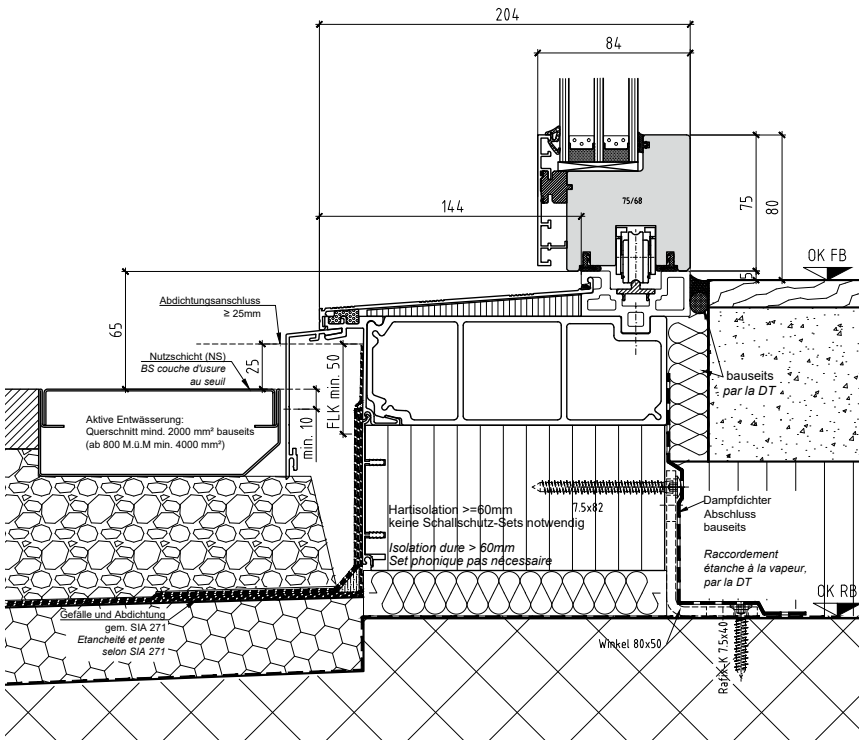 204
84
144
75/68
75
80
5
OK FB
65
Abdichtungsanschluss
≥ 25mm
Nutzschicht (NS)
BS couche d'usure
au seuil
25
FLK min. 50
min. 10
Aktive Entwässerung:
Querschnitt mind. 2000 mm² bauseits
(ab 800 M.ü.M min. 4000 mm²)
bauseits
par la DT
7.5x82
Hartisolation >=60mm
keine Schallschutz-Sets notwendig
Isolation dure > 60mm
Set phonique pas nécessaire
Dampfdichter
Abschluss
bauseits
Raccordement
étanche à la vapeur,
par la DT
OK RB
Gefälle und Abdichtung
gem. SIA 271
Etancheité et pente
selon SIA 271
Winkel 80x50
Rafix-K 7.5x40